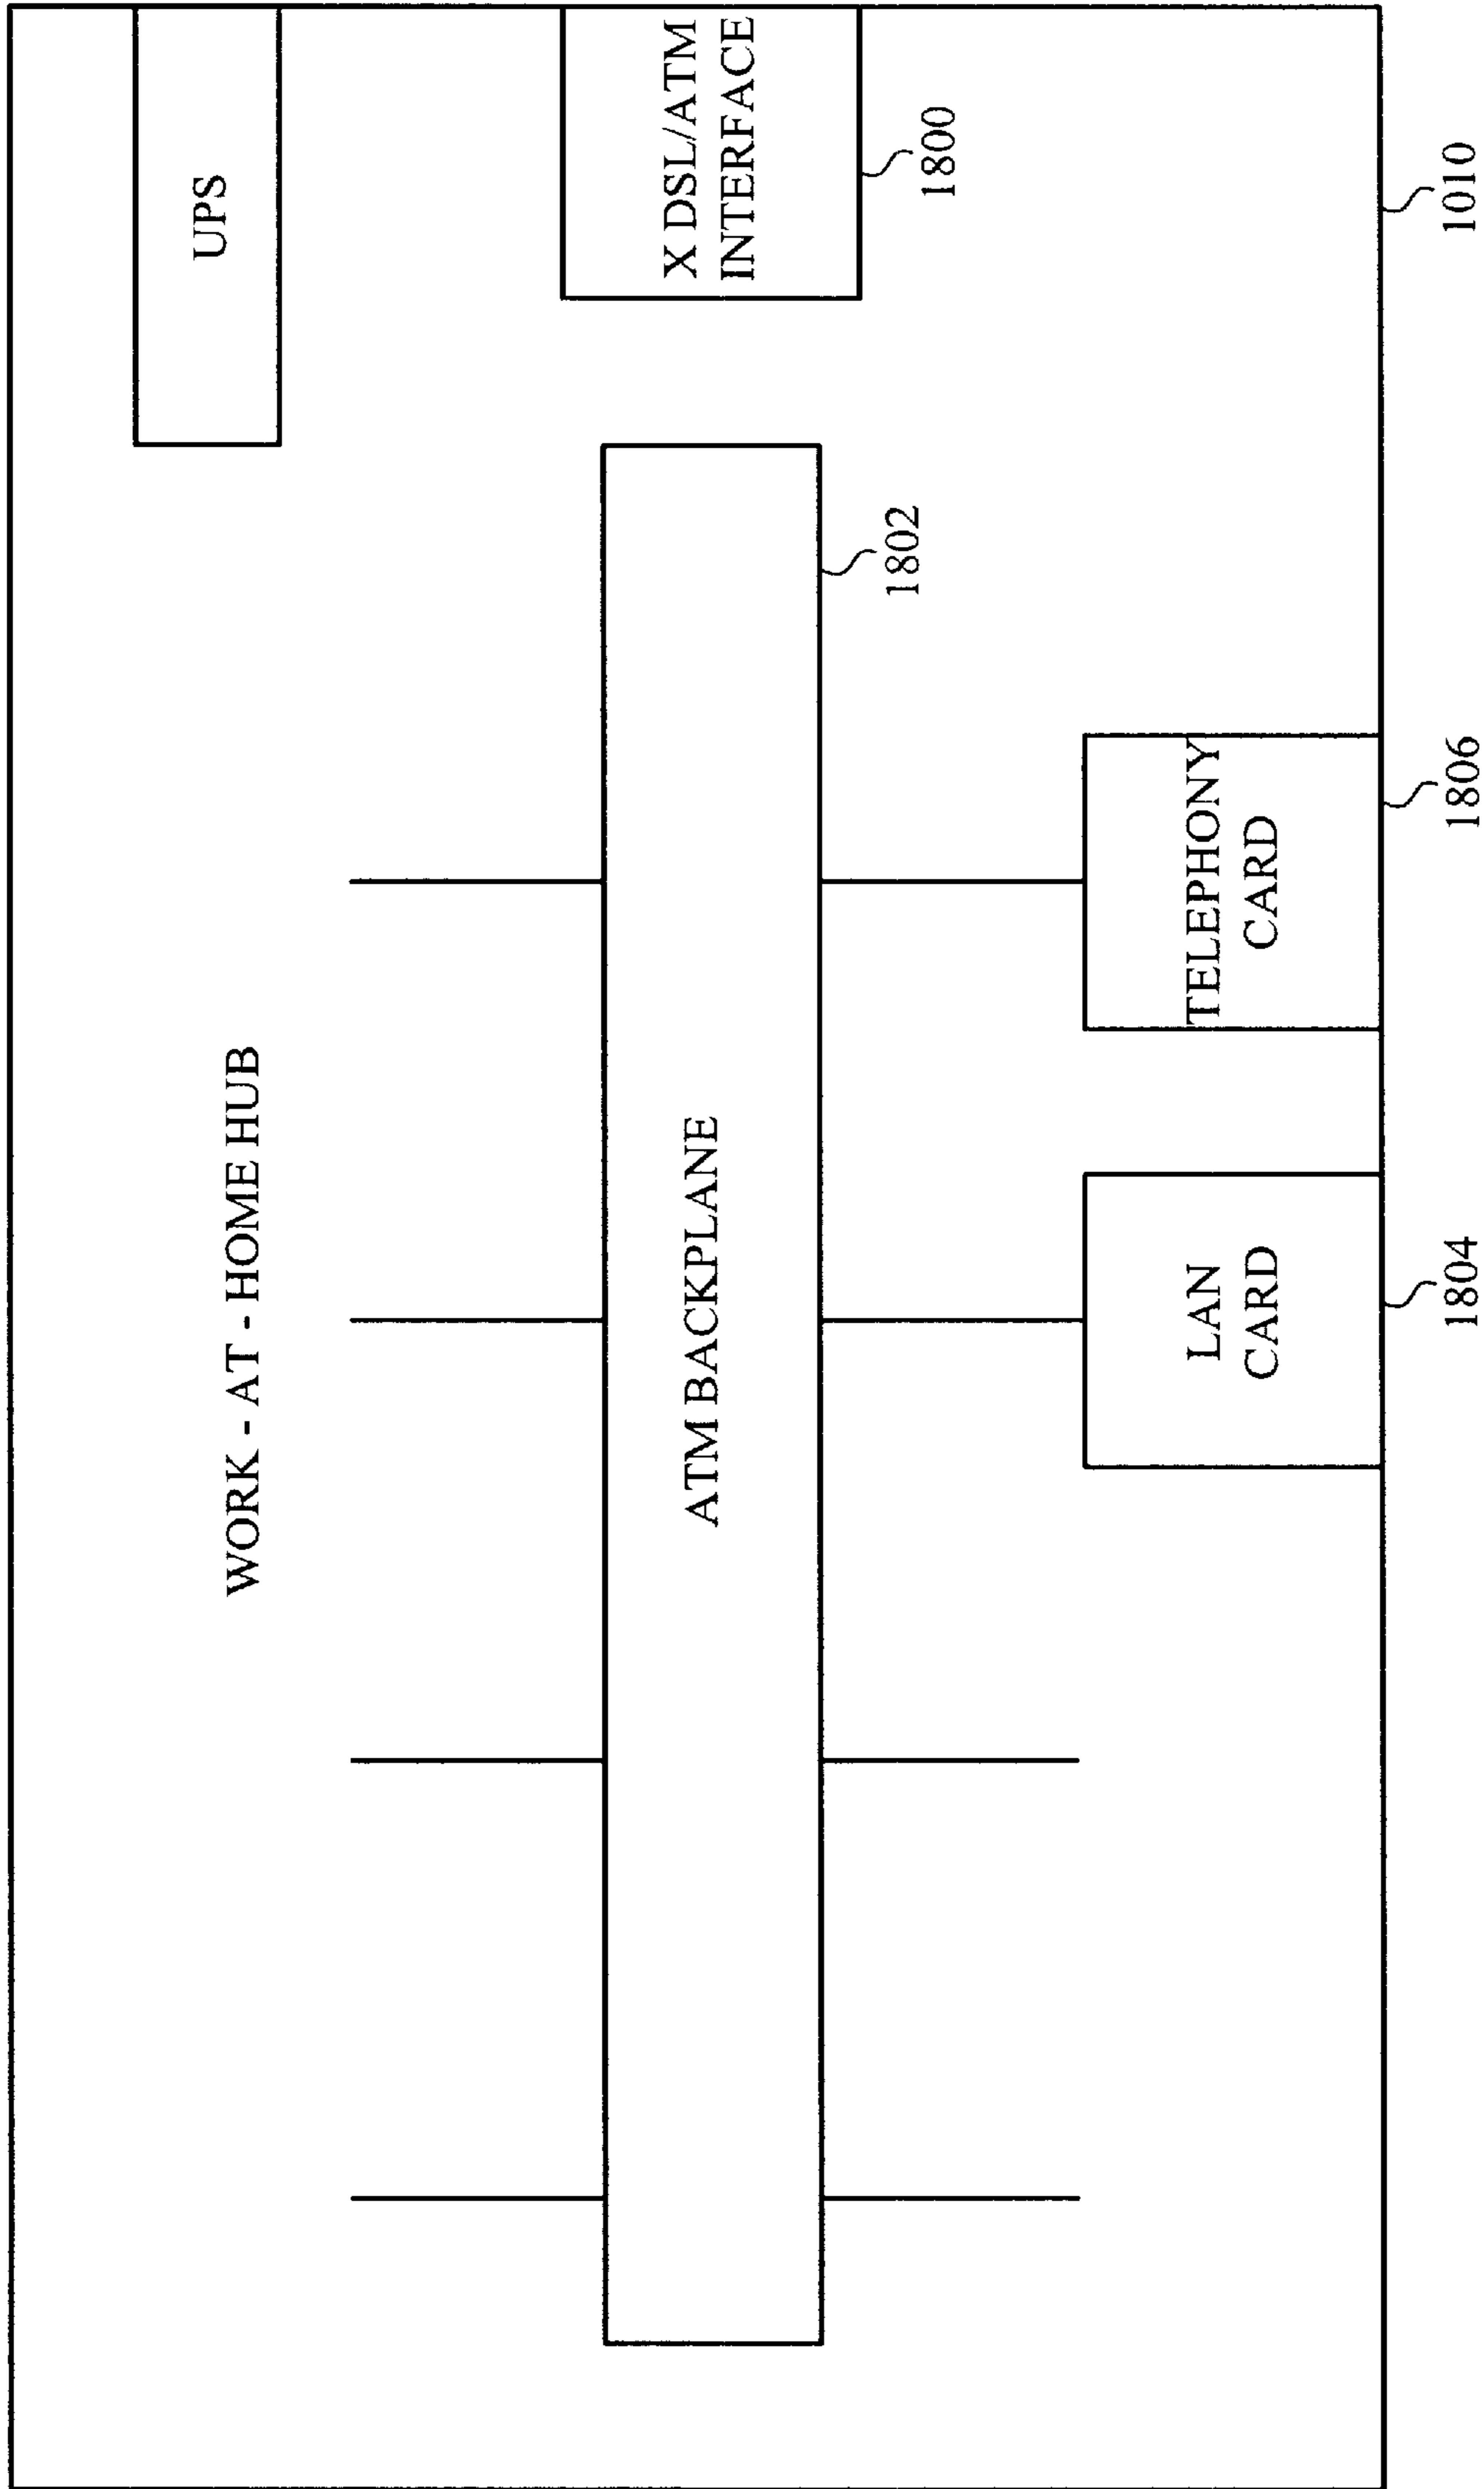 WORK - AT - HOME HUB
UPS
ATM BACKPLANE
X DSL/ATM
INTERFACE
1800
1802
LAN
CARD
TELEPHONY
CARD
1804
1806
1010